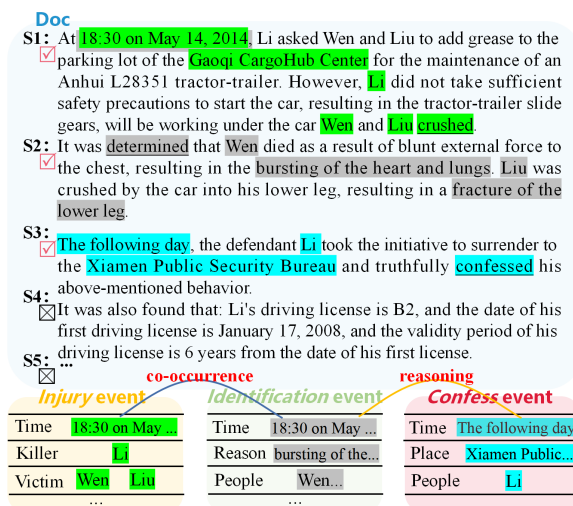 Doc
S1: At 18:30 on May 14, 2014, Li asked Wen and Liu to add grease to the
parking lot of the Gaoqi CargoHub Center for the maintenance of an
Anhui L28351 tractor-trailer. However, Li did not take sufficient
safety precautions to start the car, resulting in the tractor-trailer slide
gears, will be working under the car Wen and Liu crushed.
S2: It was determined that Wen died as a result of blunt external force to
the chest, resulting in the bursting of the heart and lungs. Liu was
crushed by the car into his lower leg, resulting in a fracture of the
lower leg.
S3: The following day, the defendant Li took the initiative to surrender to
the Xiamen Public Security Bureau and truthfully confessed his
above-mentioned behavior.
S4: It was also found that: Li's driving license is B2, and the date of his
first driving license is January 17, 2008, and the validity period of his
driving license is 6 years from the date of his first license.
S5: ...
co-occurrence reasoning
Injury event Identification event Confess event
Time 18:30 on May ... Time 18:30 on May ... Time The following day
Killer Li Reason bursting of the... Place Xiamen Public...
Victim Wen Liu People Wen... People Li
... ... ...